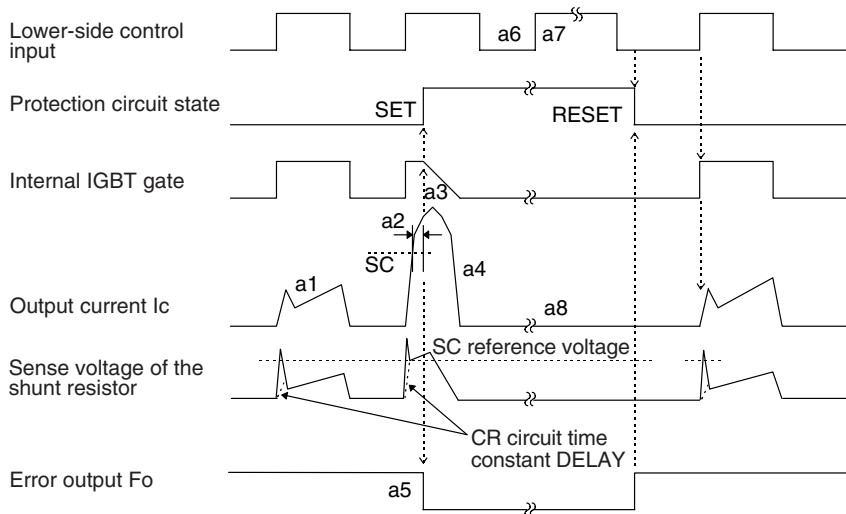 Lower-side control
input
a6
a7
Protection circuit state
SET
RESET
Internal IGBT gate
a3
a2
SC
a4
Output current Ic
a1
a8
SC reference voltage
Sense voltage of the
shunt resistor
CR circuit time
constant DELAY
Error output Fo
a5